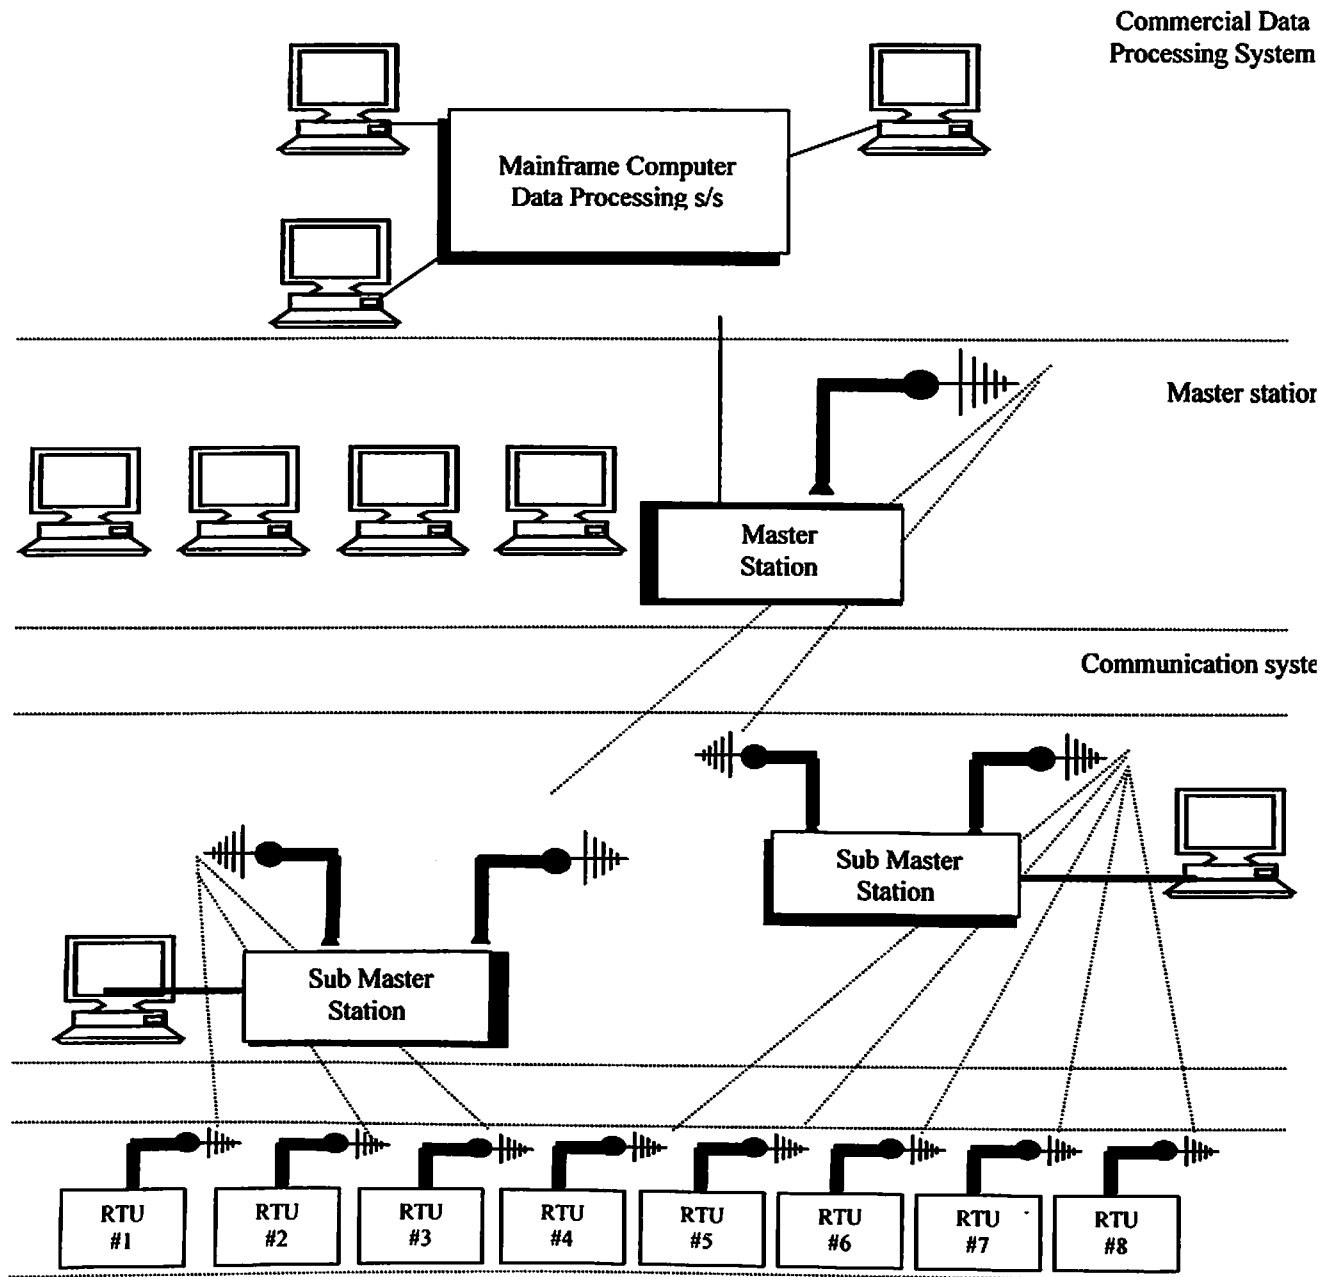 Commercial Data
Processing System
Mainframe Computer
Data Processing s/s
Master station
Master
Station
Communication syste
Sub Master
Station
Sub Master
Station
RTU
#1
RTU
#2
RTU
#3
RTU
#4
RTU
#5
RTU
#6
RTU
#7
RTU
#8